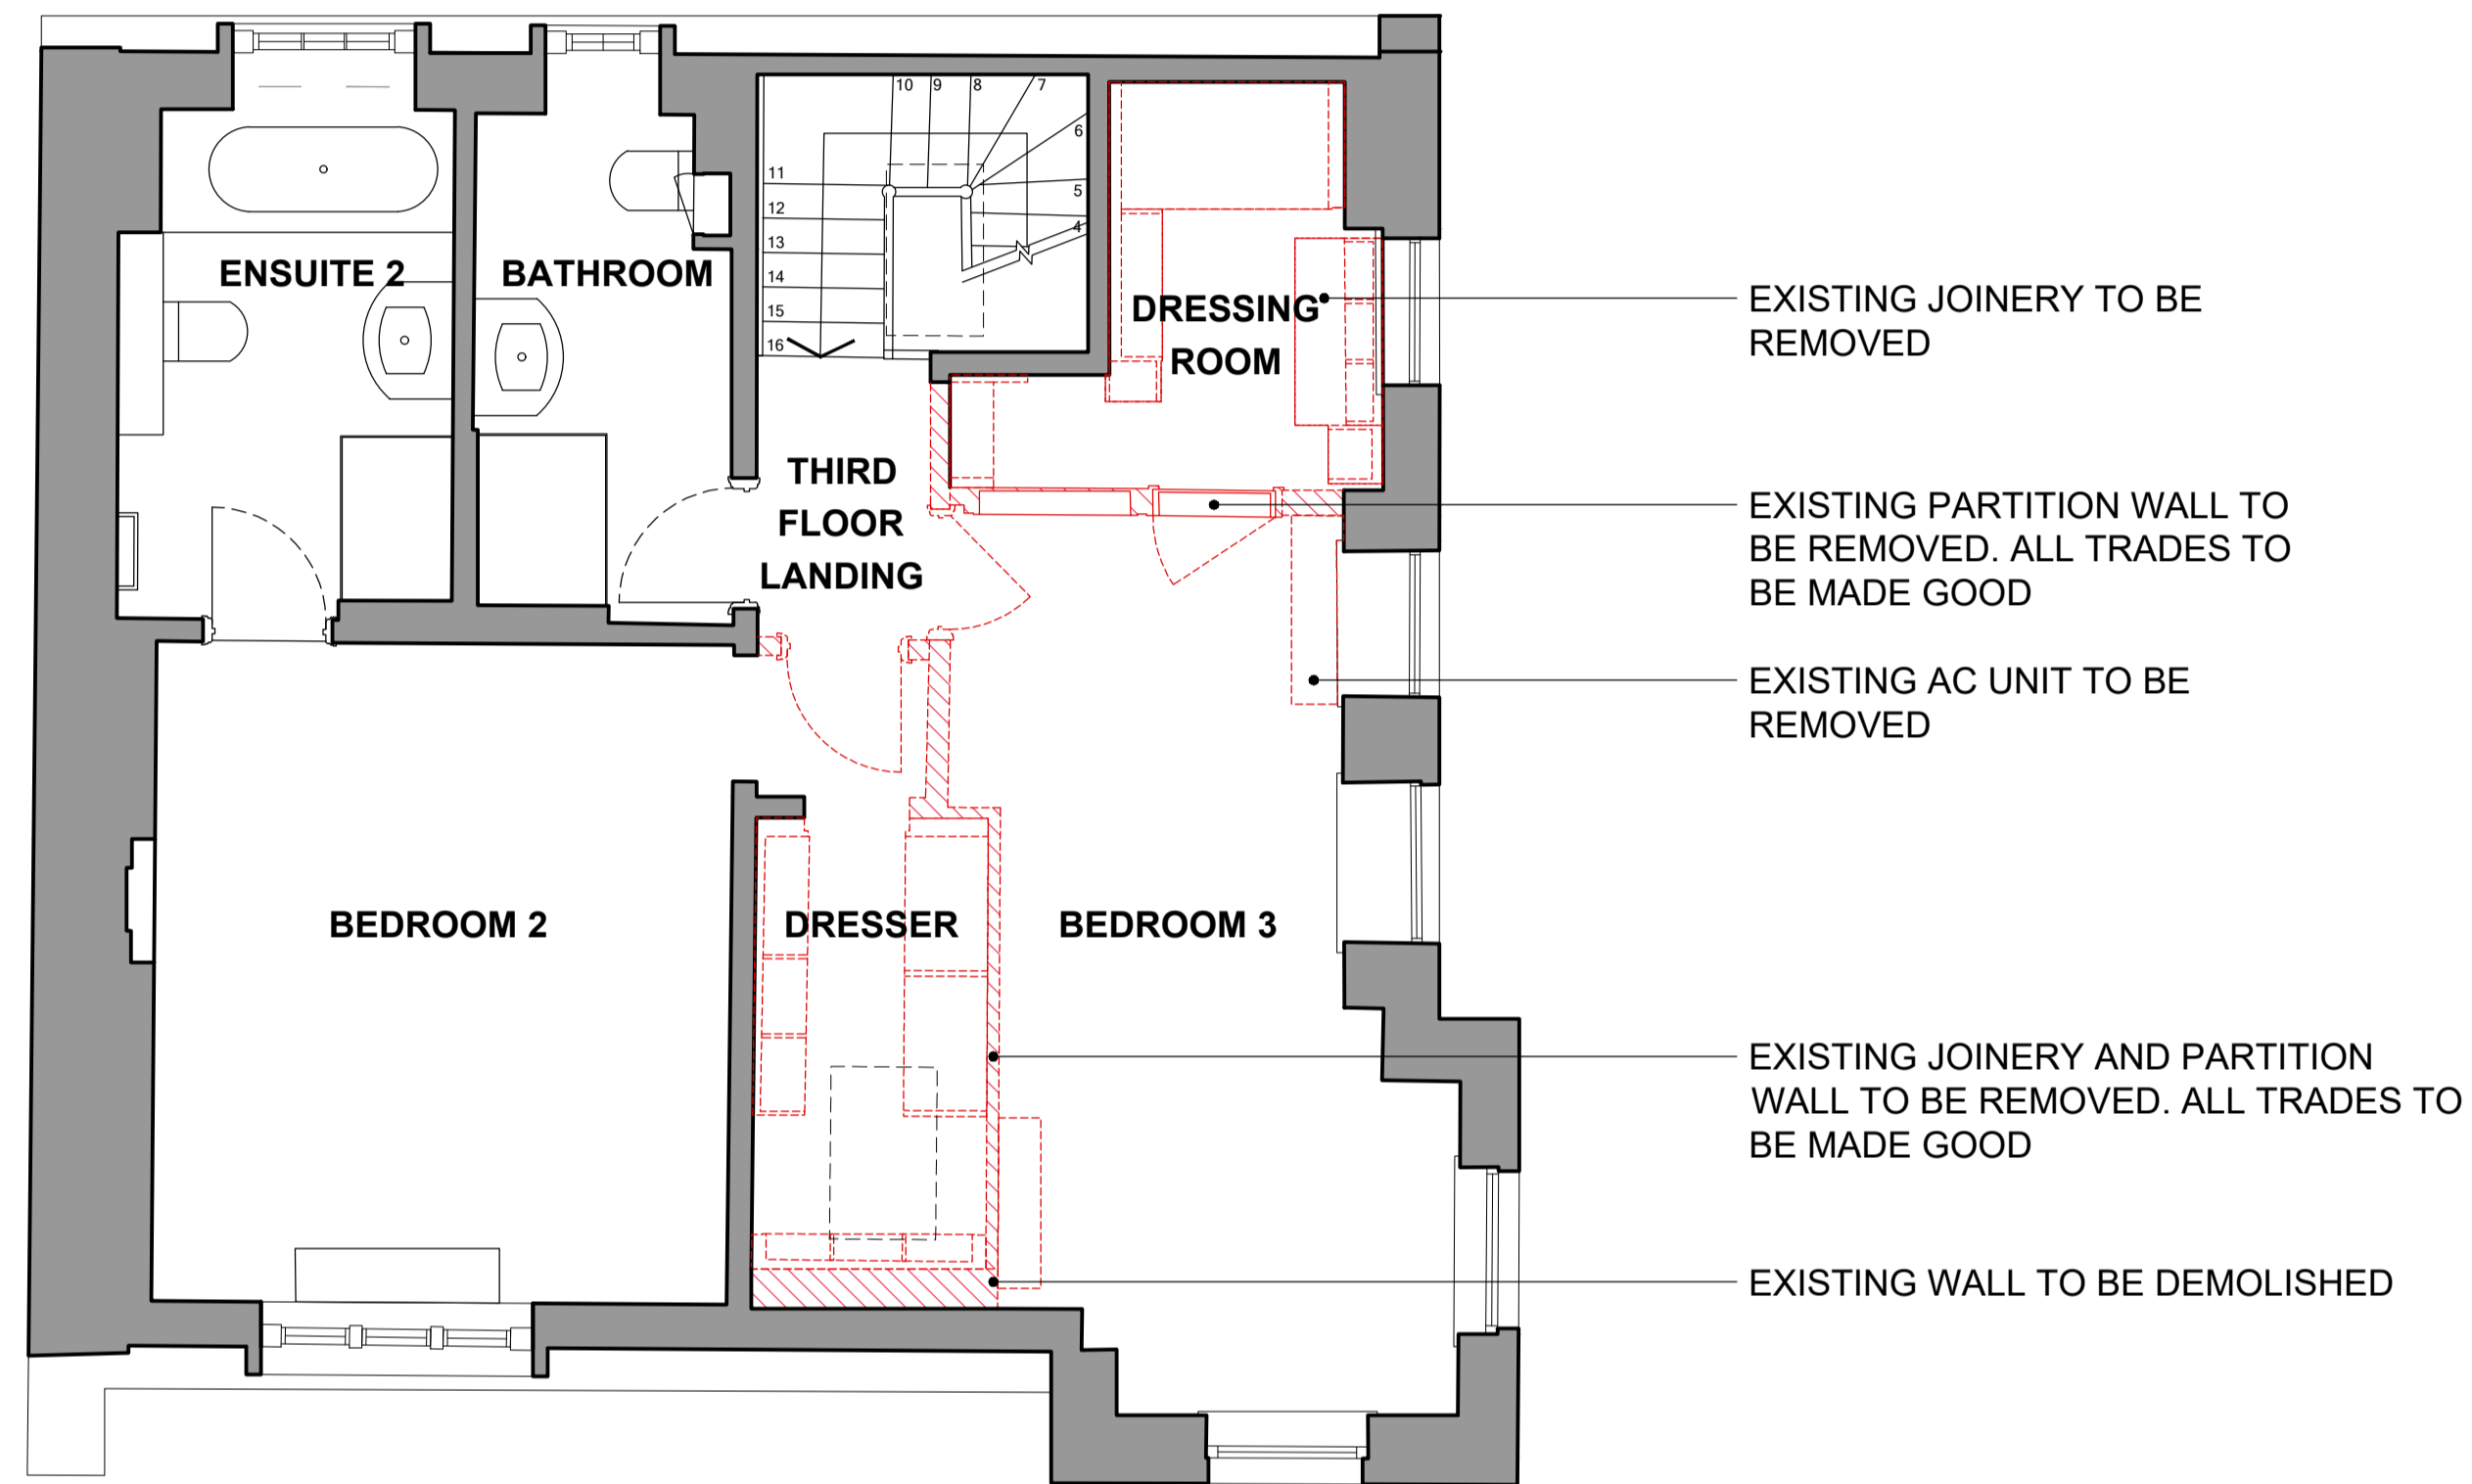 10
9
8
7
6
5
4
11
12
13
14
15
16
ENSUITE 2
BATHROOM
DRESSING
ROOM
THIRD
FLOOR
LANDING
BEDROOM 2
DRESSER
BEDROOM 3
EXISTING JOINERY TO BE
REMOVED
EXISTING PARTITION WALL TO
BE REMOVED. ALL TRADES TO
BE MADE GOOD
EXISTING AC UNIT TO BE
REMOVED
EXISTING JOINERY AND PARTITION
WALL TO BE REMOVED. ALL TRADES TO
BE MADE GOOD
EXISTING WALL TO BE DEMOLISHED